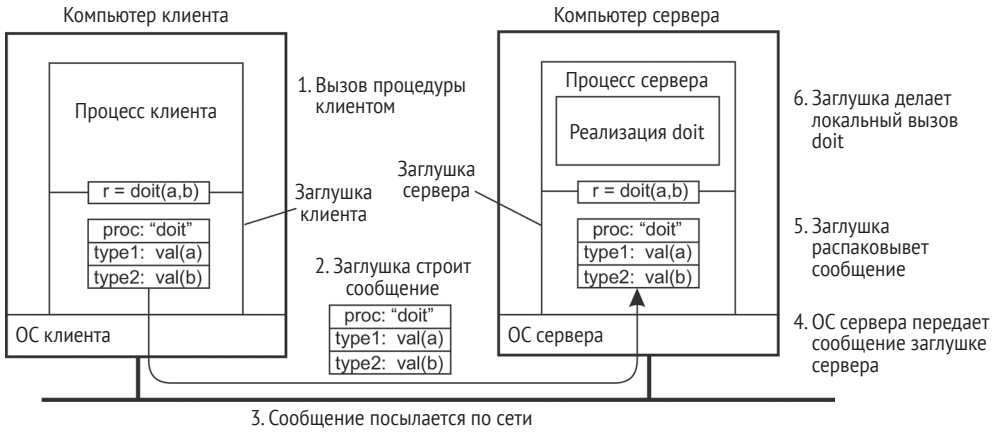 Компьютер клиента
Компьютер сервера
Процесс клиента
1. Вызов процедуры
клиентом
Процесс сервера
Реализация doit
6. Заглушка делает
локальный вызов
doit
r = doit(a,b)
Заглушка
клиента
Заглушка
сервера
r = doit(a,b)
proc: “doit”
type1: val(a)
type2: val(b)
2. Заглушка строит
сообщение
proc: “doit”
type1: val(a)
type2: val(b)
proc: “doit”
type1: val(a)
type2: val(b)
5. Заглушка
распаковывет
сообщение
ОС клиента
ОС сервера
4. ОС сервера передает
сообщение заглушке
сервера
3. Сообщение посылается по сети